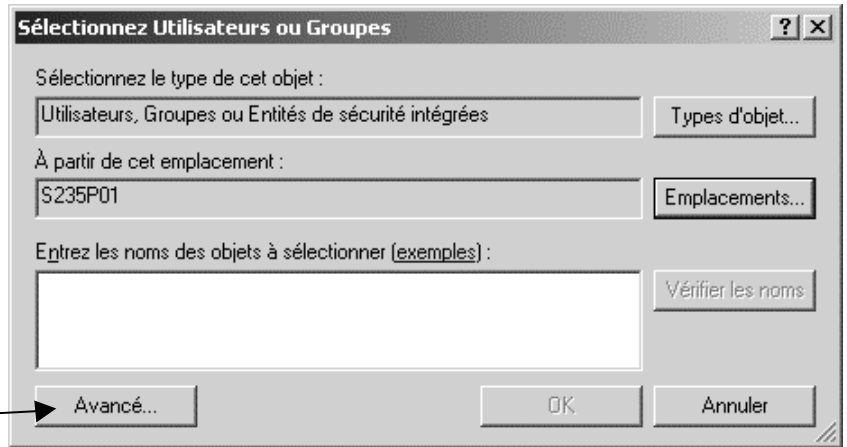 Sélectionnez Utilisateurs ou Groupes
Sélectionnez le type de cet objet :
Utilisateurs, Groupes ou Entités de sécurité intégrées
Types d'objet...
À partir de cet emplacement :
S235P01
Emplacements...
Entrez les noms des objets à sélectionner (exemples) :
Vérifier les noms
Avancé...
OK
Annuler